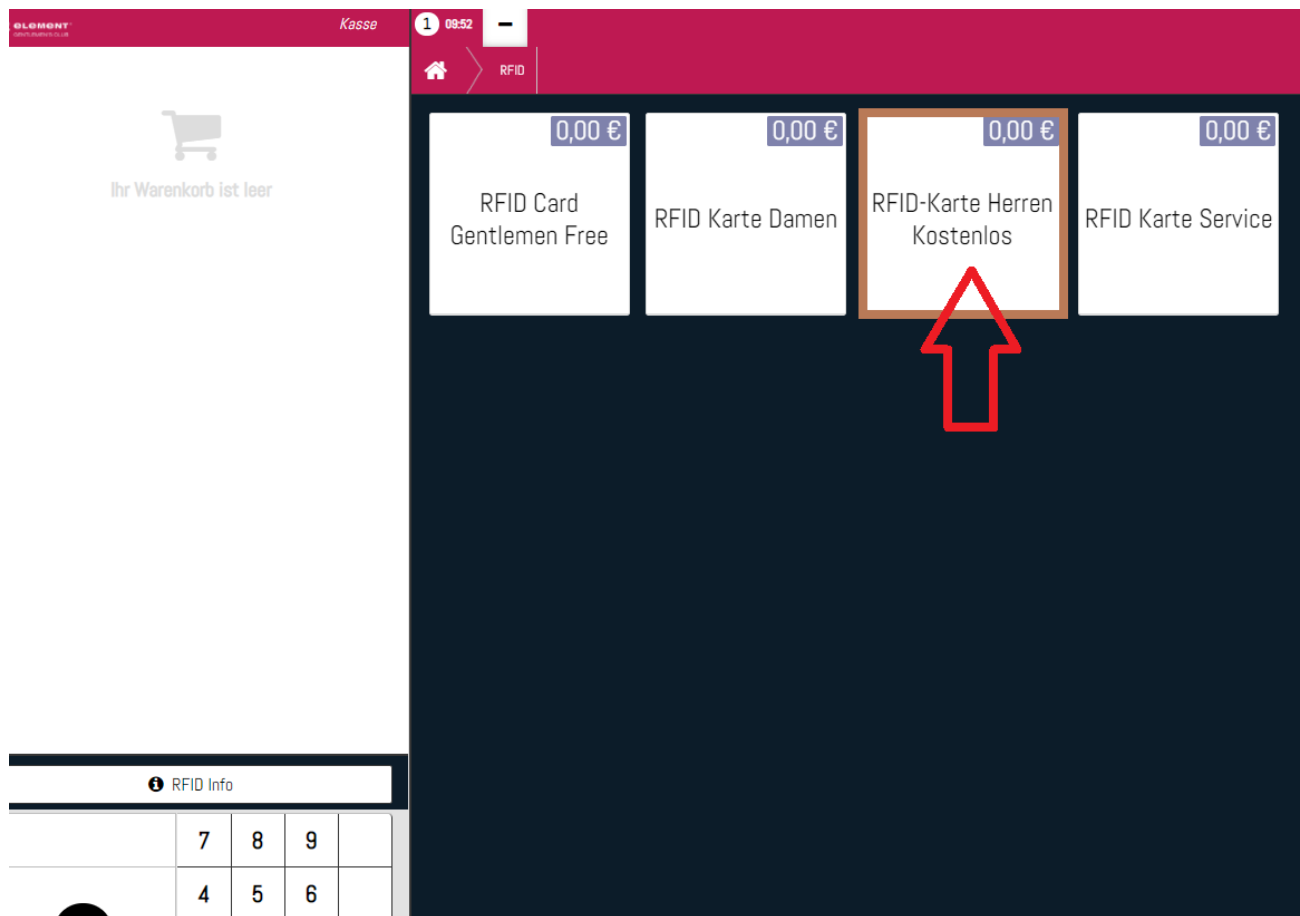 GLOMONT
Kasse
1 09:52
RFID
Ihr Warenkorb ist leer
0,00 €
RFID Card
Gentlemen Free
0,00 €
RFID Karte Damen
0,00 €
RFID-Karte Herren
Kostenlos
0,00 €
RFID Karte Service
RFID Info
7 8 9
4 5 6